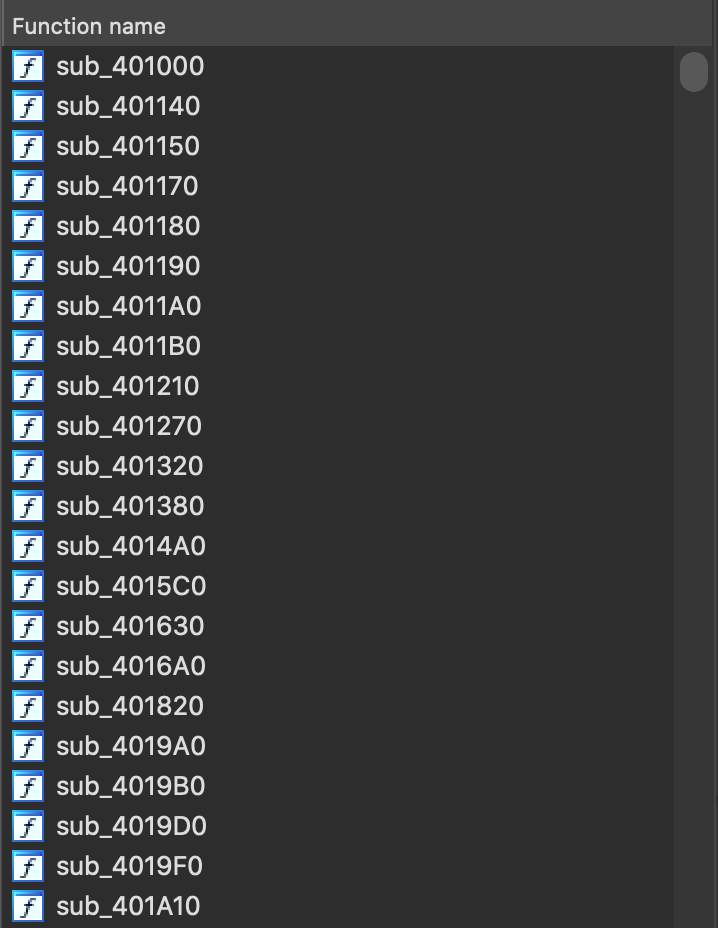 Function name
f sub_401000
f sub_401140
f sub_401150
f sub_401170
f sub_401180
f sub_401190
f sub_4011A0
f sub_4011B0
f sub_401210
f sub_401270
f sub_401320
f sub_401380
f sub_4014A0
f sub_4015C0
f sub_401630
f sub_4016A0
f sub_401820
f sub_4019A0
f sub_4019B0
f sub_4019D0
f sub_4019F0
f sub_401A10